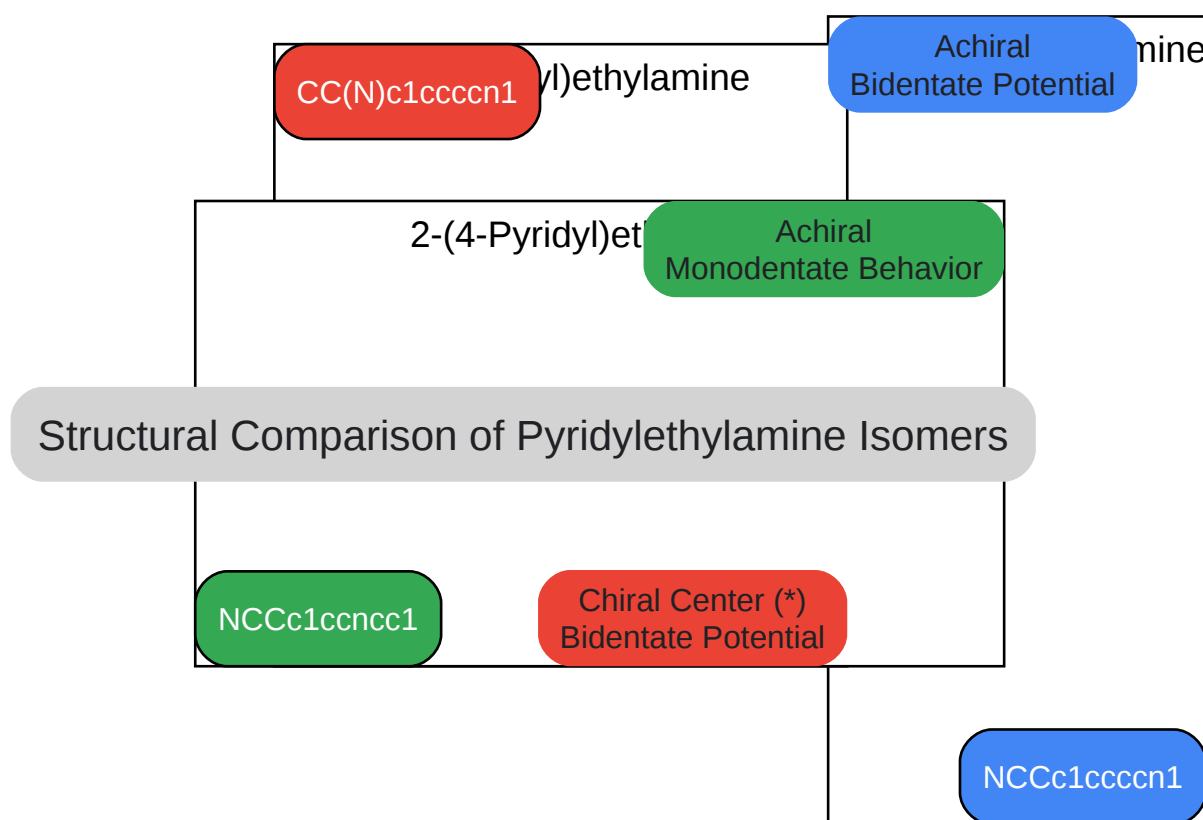 Achiral
Bidentate Potential
mine
CC(N)c1ccccn1
yl)ethylamine
2-(4-Pyridyl)et
Achiral
Monodentate Behavior
Structural Comparison of Pyridylethylamine Isomers
NCCc1ccncc1
Chiral Center (*)
Bidentate Potential
NCCc1ccccn1